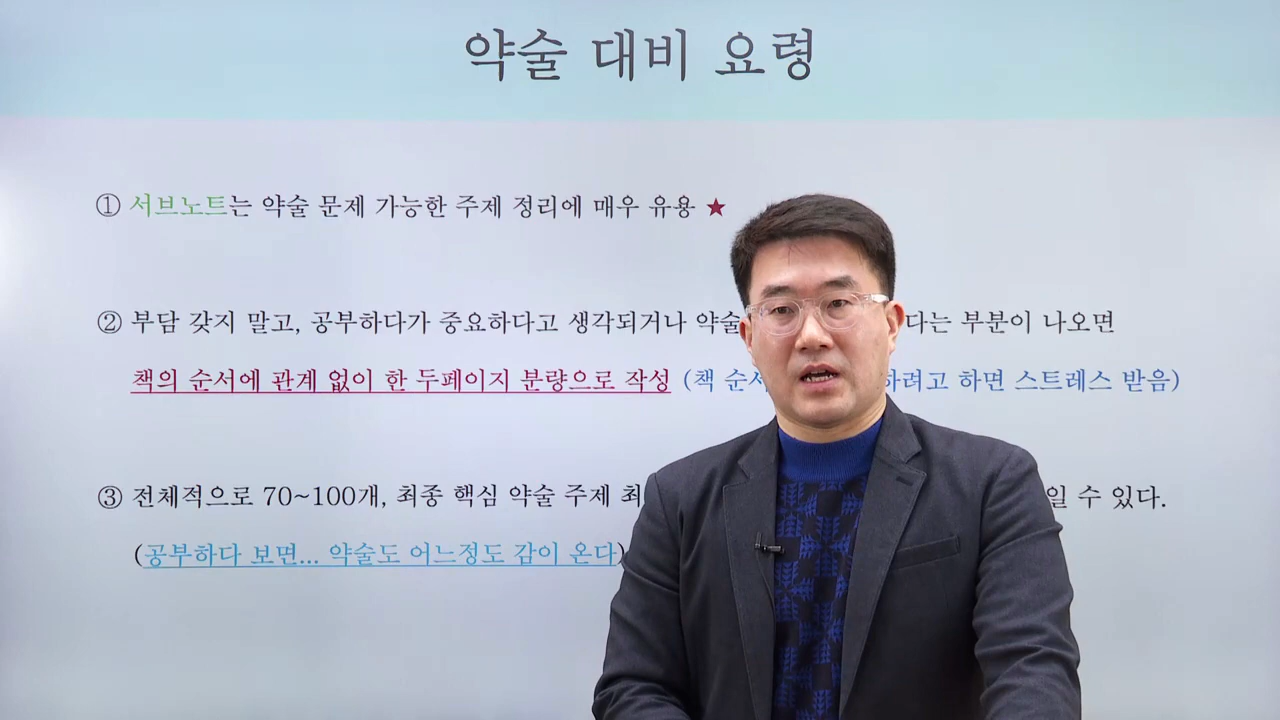 약술 대비 요령
① 서브노트는 약술 문제 가능한 주제 정리에 매우 유용 ★
② 부담 갖지 말고, 공부하다가 중요하다고 생각되거나 약술 다는 부분이 나오면
책의 순서에 관계 없이 한 두페이지 분량으로 작성 (책 순서 하려고 하면 스트레스 받음)
③ 전체적으로 70~100개, 최종 핵심 약술 주제 최 일 수 있다.
(공부하다 보면... 약술도 어느정도 감이 온다)